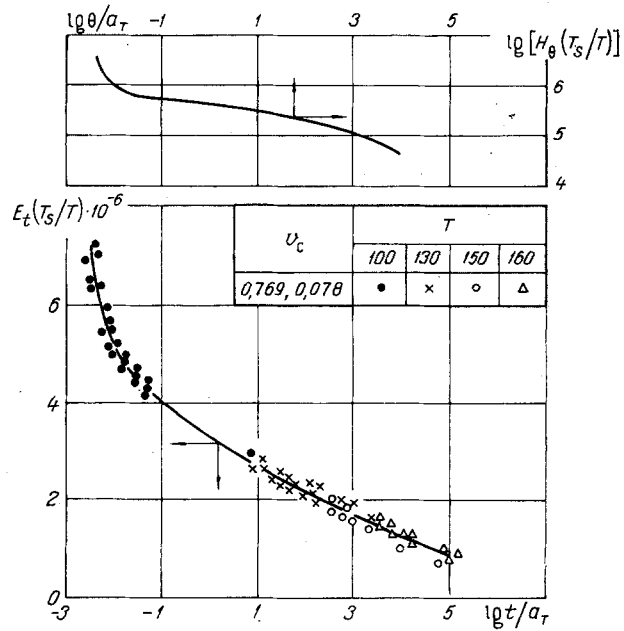 lg θ/a_T
-1 1 3 5
lg [H_θ (T_s/T)]
6
5
4
E_t (T_s/T)·10^-6
υ_c T
100 130 150 160
0,769, 0,078 ● × ○ △
6
4
2
0
-3 -1 1 3 5 lg t/a_T